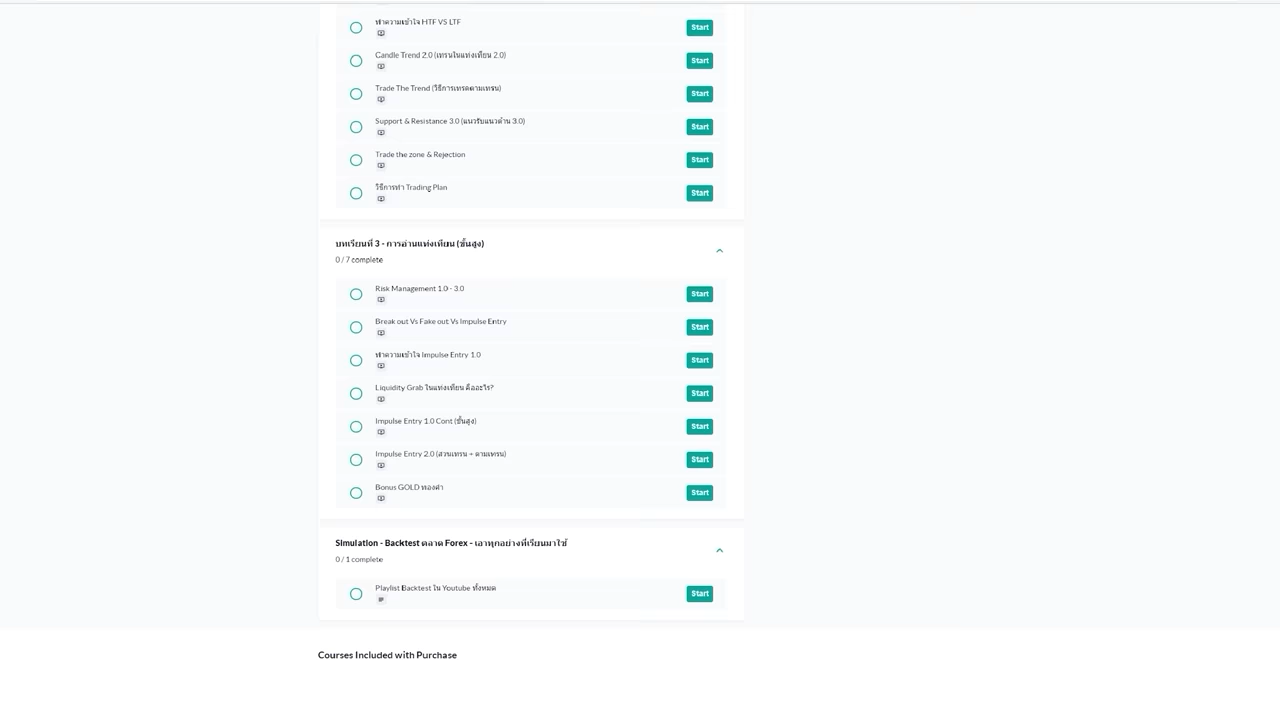 ทำความเข้าใจ HTF VS LTF
Start
Candle Trend 2.0 (เทรนในแท่งเทียน 2.0)
Start
Trade The Trend (วิธีการเทรดตามเทรน)
Start
Support & Resistance 3.0 (แนวรับแนวต้าน 3.0)
Start
Trade the zone & Rejection
Start
วิธีการทำ Trading Plan
Start
บทเรียนที่ 3 - การอ่านแท่งเทียน (ขั้นสูง)
0 / 7 complete
Risk Management 1.0 - 3.0
Start
Break out Vs Fake out Vs Impulse Entry
Start
ทำความเข้าใจ Impulse Entry 1.0
Start
Liquidity Grab ในแท่งเทียน คืออะไร?
Start
Impulse Entry 1.0 Cont (ขั้นสูง)
Start
Impulse Entry 2.0 (สวนเทรน + ตามเทรน)
Start
Bonus GOLD ทองคำ
Start
Simulation - Backtest ตลาด Forex - เอาทุกอย่างที่เรียนมาใช้
0 / 1 complete
Playlist Backtest ใน Youtube ทั้งหมด
Start
Courses Included with Purchase